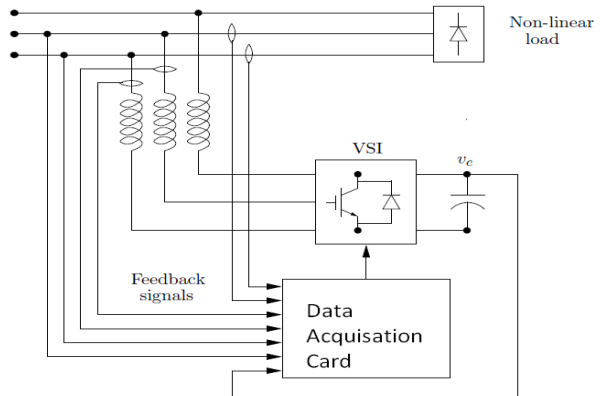 Non-linear
load
VSI
v_c
Feedback
signals
Data
Acquisation
Card